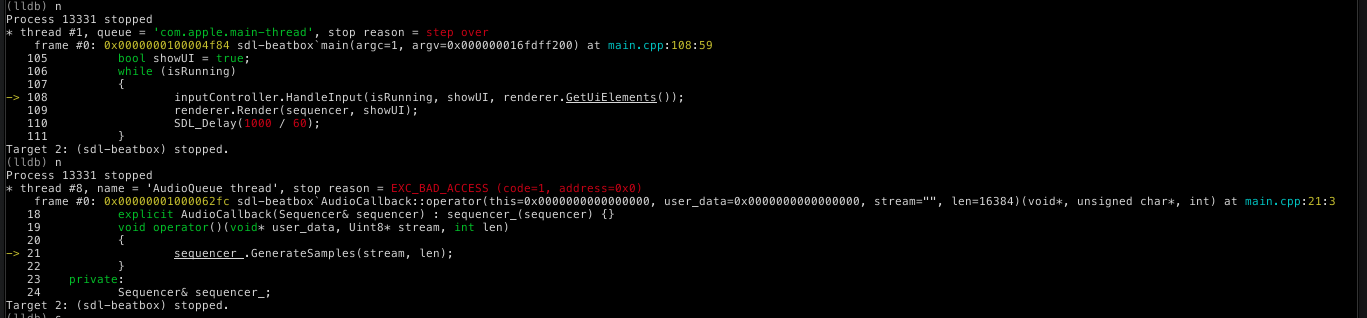 (lldb) n
Process 13331 stopped
* thread #1, queue = 'com.apple.main-thread', stop reason = step over
    frame #0: 0x0000000100004f84 sdl-beatbox`main(argc=1, argv=0x000000016fdff200) at main.cpp:108:59
   105          bool showUI = true;
   106          while (isRunning)
   107          {
-> 108                  inputController.HandleInput(isRunning, showUI, renderer.GetUiElements());
   109                  renderer.Render(sequencer, showUI);
   110                  SDL_Delay(1000 / 60);
   111          }
Target 2: (sdl-beatbox) stopped.
(lldb) n
Process 13331 stopped
* thread #8, name = 'AudioQueue thread', stop reason = EXC_BAD_ACCESS (code=1, address=0x0)
    frame #0: 0x00000001000062fc sdl-beatbox`AudioCallback::operator(this=0x0000000000000000, user_data=0x0000000000000000, stream="", len=16384)(void*, unsigned char*, int) at main.cpp:21:3
   18           explicit AudioCallback(Sequencer& sequencer) : sequencer_(sequencer) {}
   19           void operator()(void* user_data, Uint8* stream, int len)
   20           {
-> 21                   sequencer_.GenerateSamples(stream, len);
   22           }
   23   private:
   24           Sequencer& sequencer_;
Target 2: (sdl-beatbox) stopped.